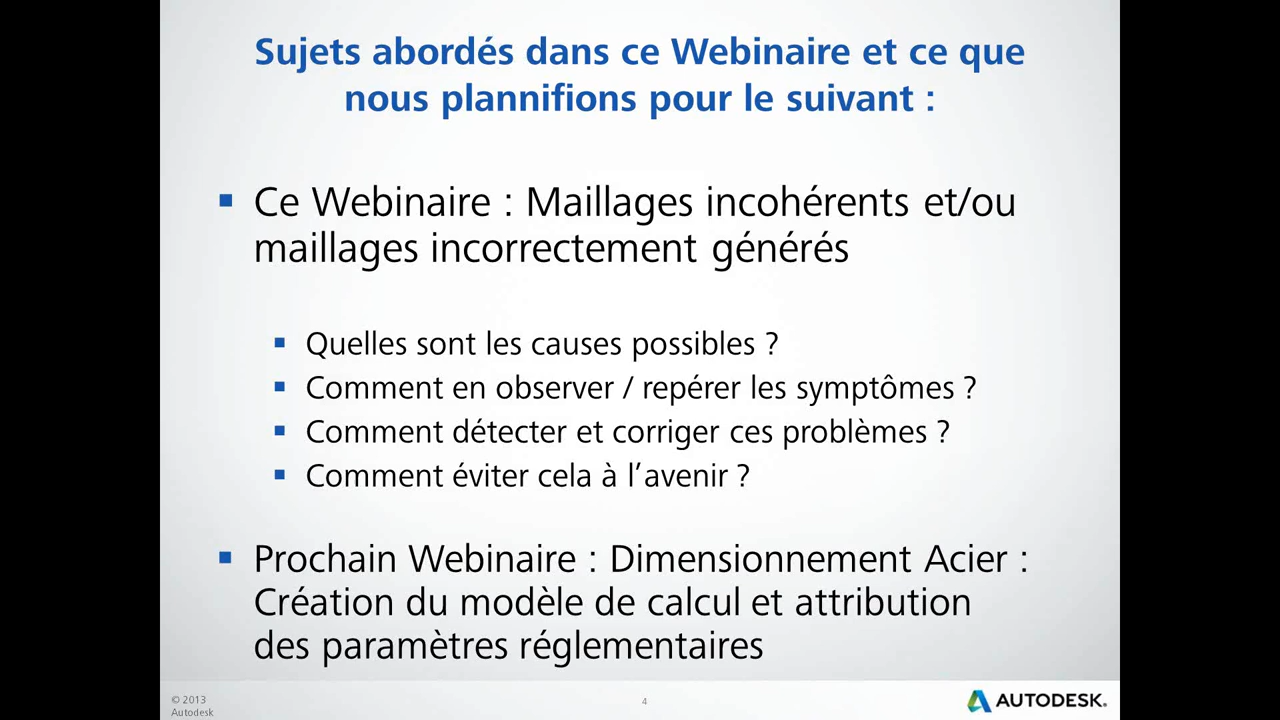 Sujets abordés dans ce Webinaire et ce que
nous plannifions pour le suivant :
▪ Ce Webinaire : Maillages incohérents et/ou
maillages incorrectement générés
▪ Quelles sont les causes possibles ?
▪ Comment en observer / repérer les symptômes ?
▪ Comment détecter et corriger ces problèmes ?
▪ Comment éviter cela à l’avenir ?
▪ Prochain Webinaire : Dimensionnement Acier :
Création du modèle de calcul et attribution
des paramètres réglementaires
© 2013
Autodesk
4
AUTODESK.